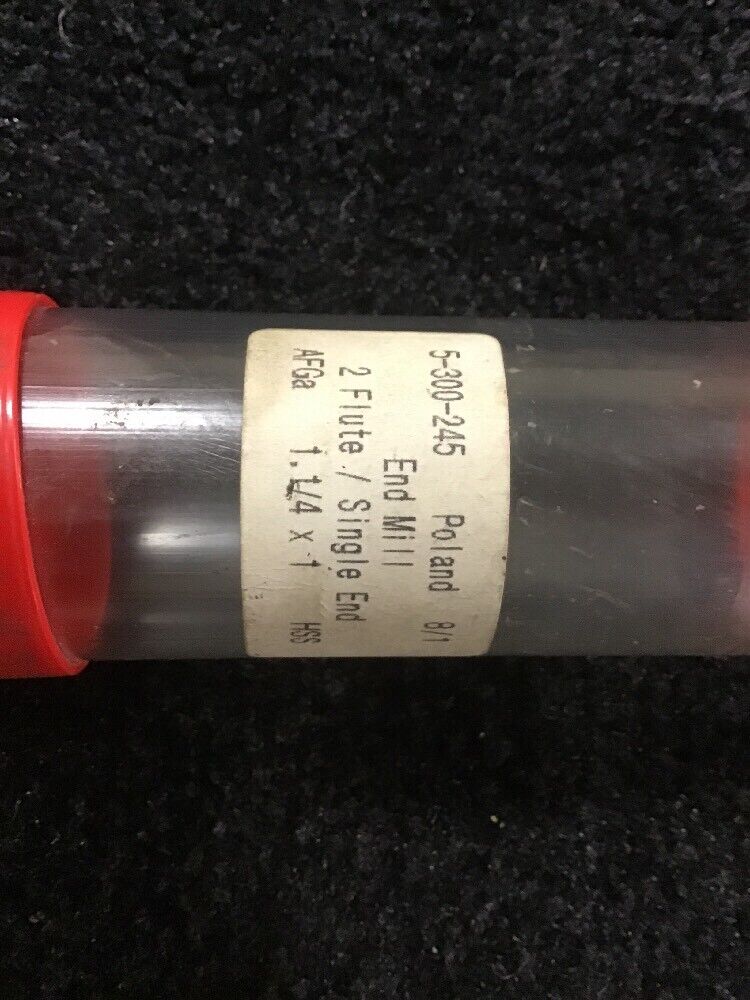 5-300-245 Poland 8/1
End Mill
2 Flute / Single End
AFGa 1.1/4 x 1 HSS